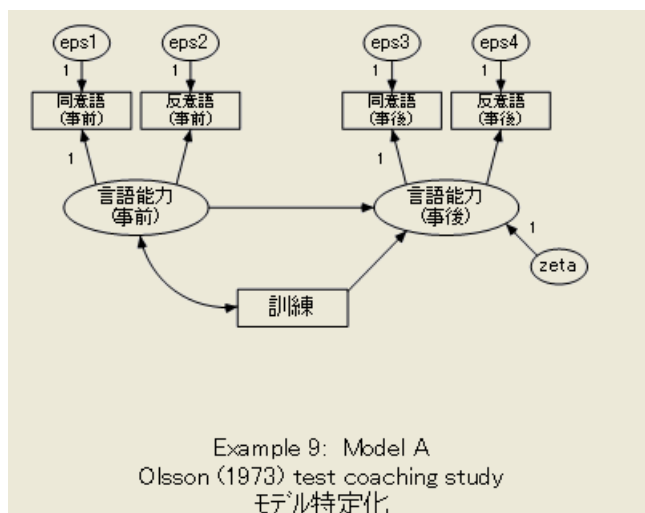 eps1
eps2
eps3
eps4
1
1
1
1
同意語
(事前)
反意語
(事前)
同意語
(事後)
反意語
(事後)
1
1
言語能力
(事前)
言語能力
(事後)
1
zeta
訓練
Example 9: Model A
Olsson (1973) test coaching study
モデル特定化